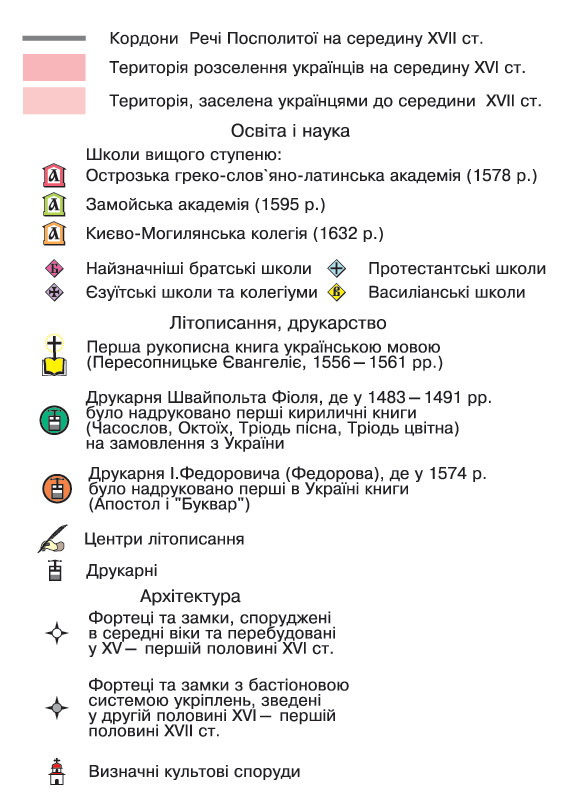 Кордони Речі Посполитої на середину XVII ст.
Територія розселення українців на середину XVI ст.
Територія, заселена українцями до середини XVII ст.
Освіта і наука
Школи вищого ступеню:
Острозька греко-слов`яно-латинська академія (1578 р.)
Замойська академія (1595 р.)
Києво-Могилянська колегія (1632 р.)
Найзначніші братські школи
Протестантські школи
Єзуїтські школи та колегіуми
Василіанські школи
Літописання, друкарство
Перша рукописна книга українською мовою
(Пересопницьке Євангеліє, 1556—1561 рр.)
Друкарня Швайпольта Фіоля, де у 1483—1491 рр.
було надруковано перші кириличні книги
(Часослов, Октоїх, Тріодь пісна, Тріодь цвітна)
на замовлення з України
Друкарня І.Федоровича (Федорова), де у 1574 р.
було надруковано перші в Україні книги
(Апостол і "Буквар")
Центри літописання
Друкарні
Архітектура
Фортеці та замки, споруджені
в середні віки та перебудовані
у XV— першій половині XVI ст.
Фортеці та замки з бастіоновою
системою укріплень, зведені
у другій половині XVI— першій
половині XVII ст.
Визначні культові споруди